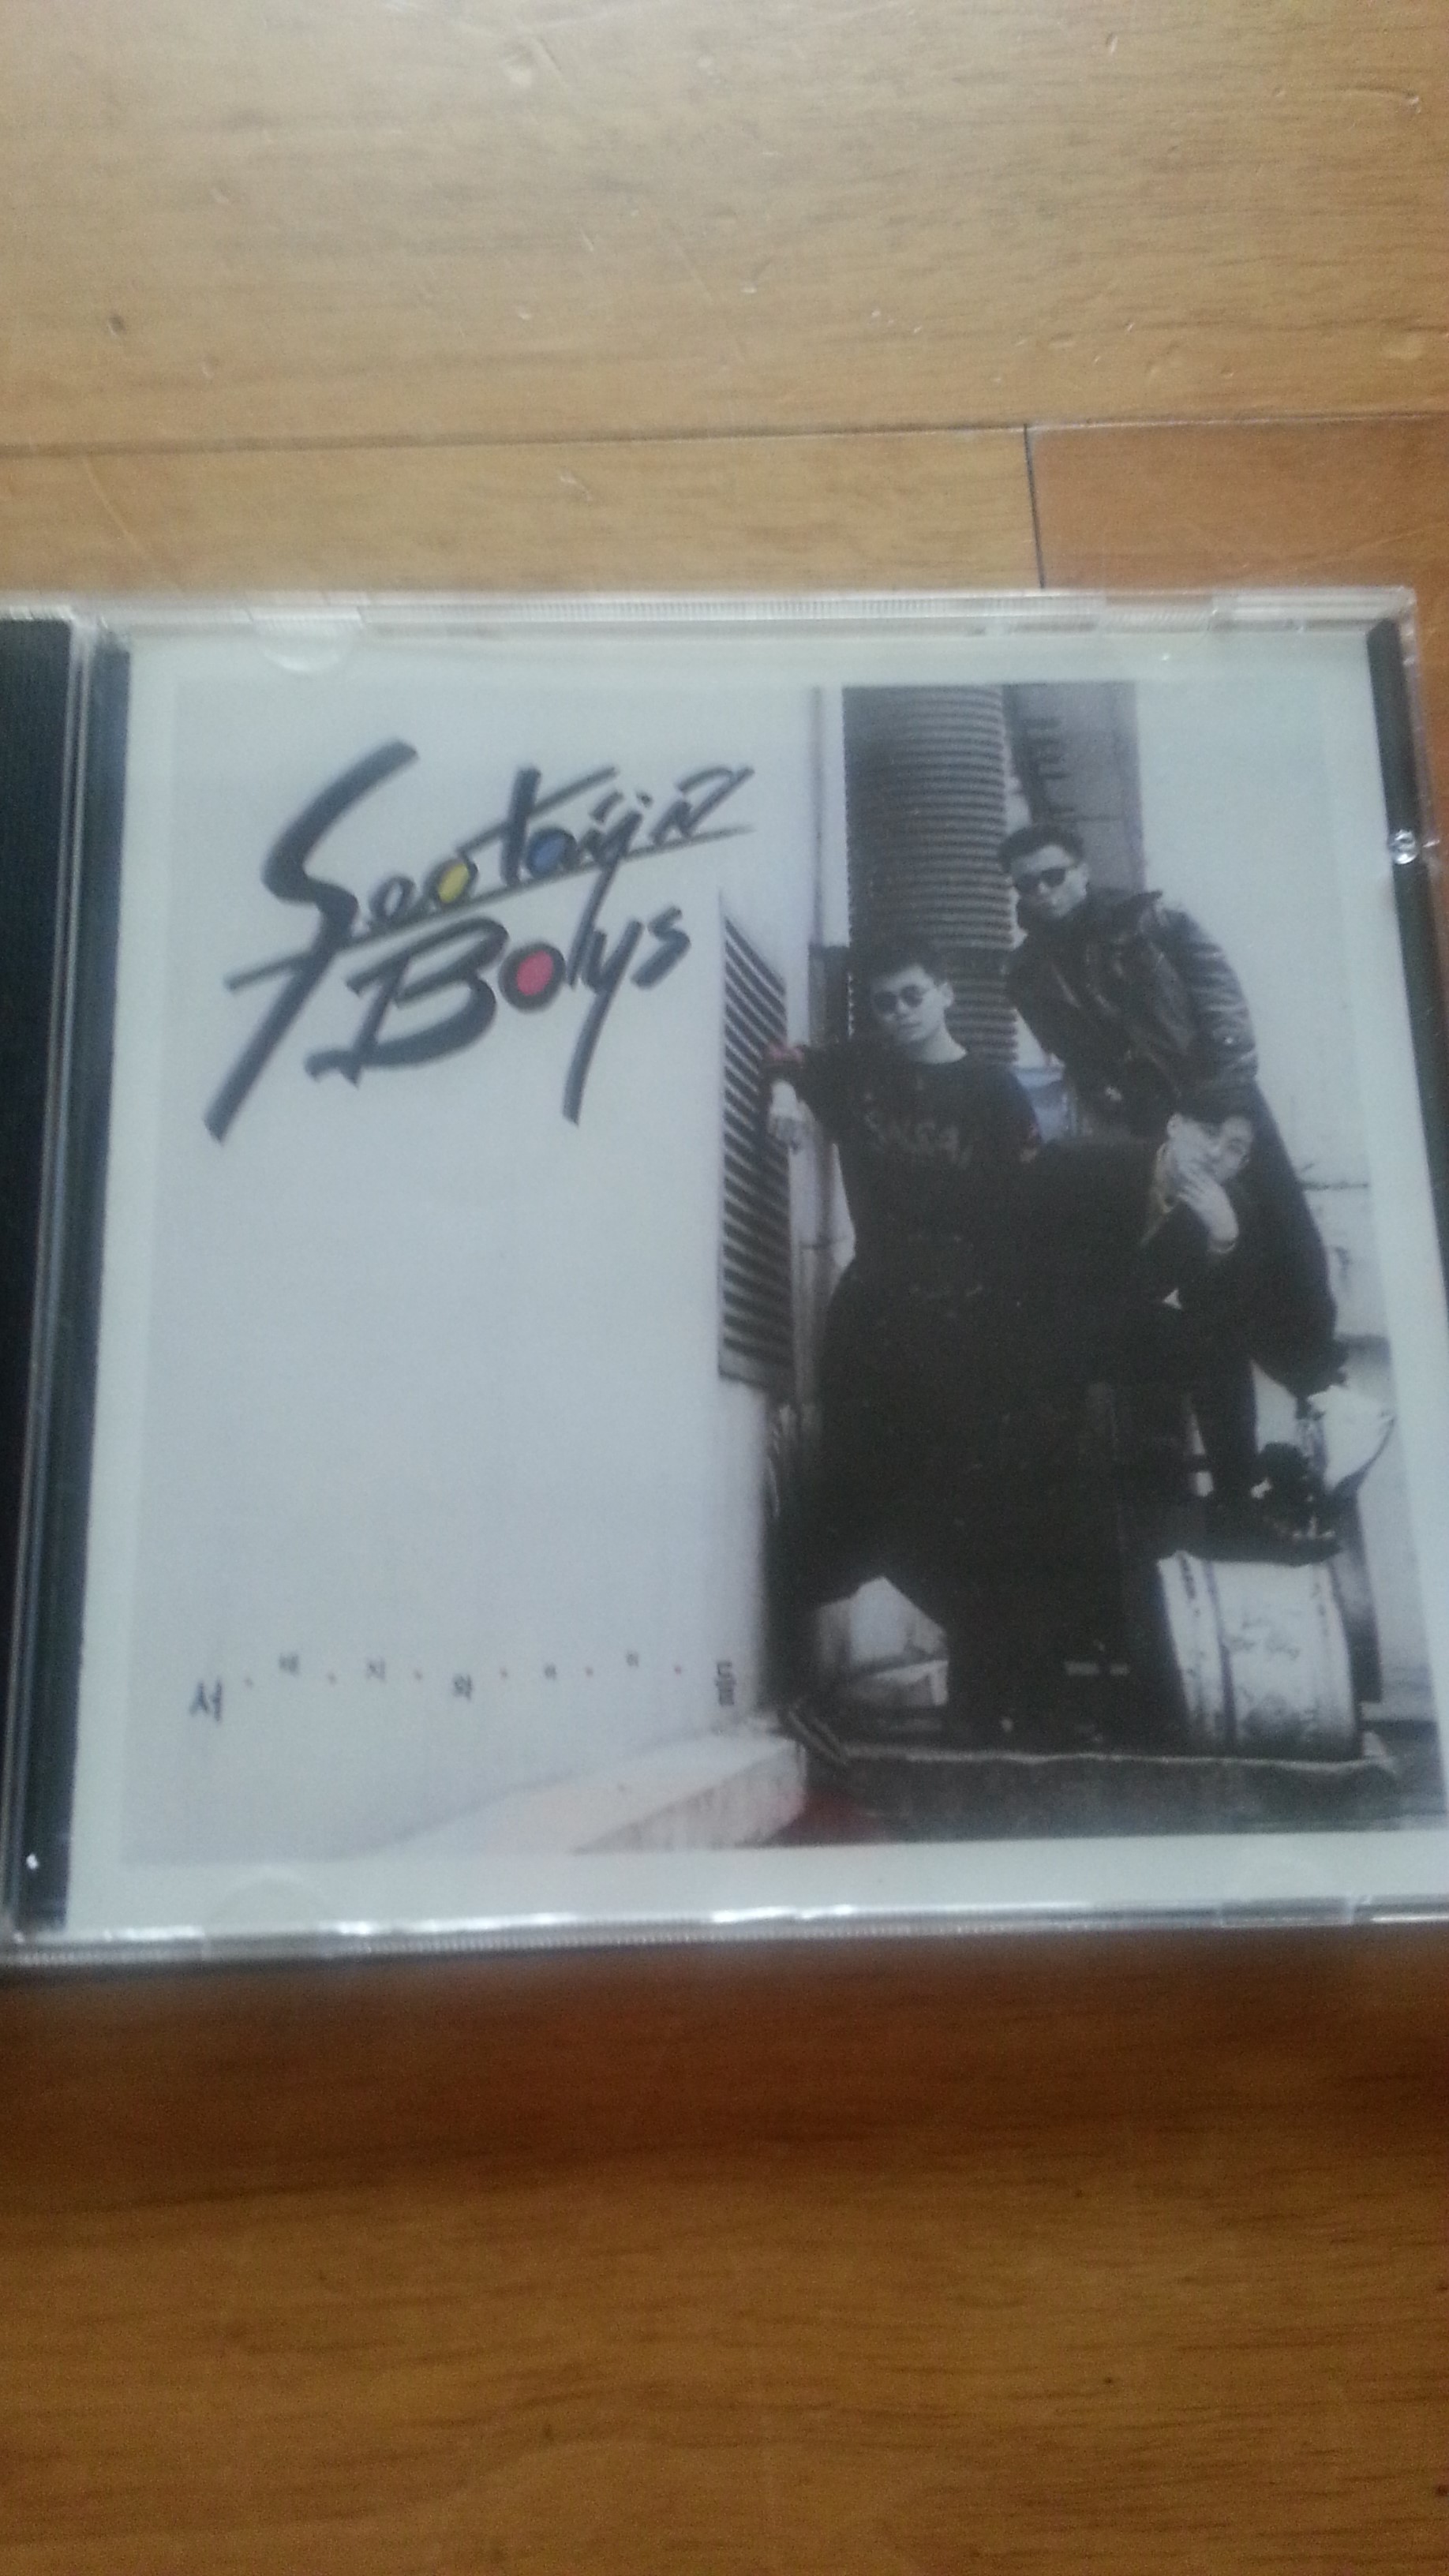 Seotaiji n
Boys
서 태 지 와 아 이 들